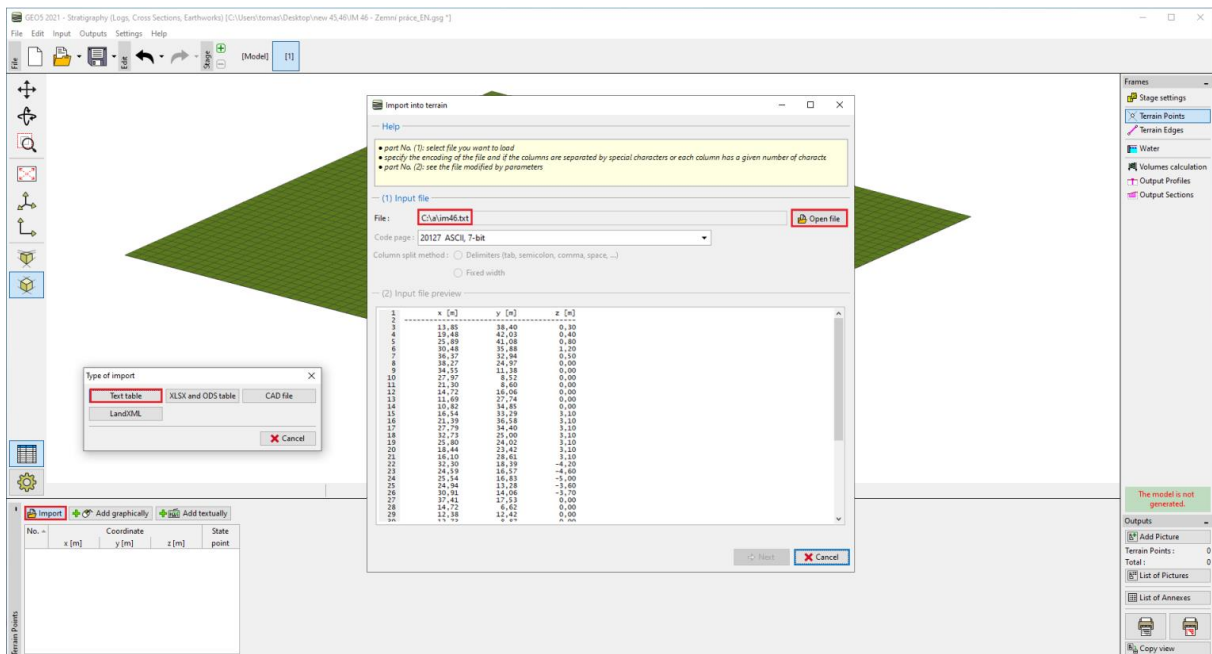 GEO5 2021 - Stratigraphy (Logs, Cross Sections, Earthworks) [C:\Users\tomas\Desktop\new 45,46\IM 46 - Zemní práce_EN.gsg *]
File Edit Input Outputs Settings Help
File
Edit
Stage
[Model] [1]
Import into terrain
Help
• part No. (1): select file you want to load
• specify the encoding of the file and if the columns are separated by special characters or each column has a given number of characte
• part No. (2): see the file modified by parameters
(1) Input file
File : C:\a\im46.txt Open file
Code page : 20127 ASCII, 7-bit
Column split method : Delimiters (tab, semicolon, comma, space, ...)
Fixed width
(2) Input file preview
1 x [m] y [m] z [m]
2 ------------------------------------------------
3 13,85 38,40 0,30
4 19,48 42,03 0,40
5 25,89 41,08 0,80
6 30,48 35,88 1,20
7 36,37 32,94 0,50
8 38,27 24,97 0,00
9 34,55 11,38 0,00
10 27,97 8,52 0,00
11 21,30 8,60 0,00
12 14,72 16,06 0,00
13 11,69 27,74 0,00
14 10,82 34,85 0,00
15 16,54 33,29 3,10
16 21,39 36,58 3,10
17 27,79 34,40 3,10
18 32,73 25,00 3,10
19 25,80 24,02 3,10
20 18,44 23,42 3,10
21 16,10 28,61 3,10
22 32,30 18,39 -4,20
23 24,59 16,57 -4,60
24 25,54 16,83 -5,00
25 24,94 13,28 -3,60
26 30,91 14,06 -3,70
27 37,41 17,53 0,00
28 14,72 6,62 0,00
29 12,38 12,42 0,00
Next Cancel
Type of import
Text table XLSX and ODS table CAD file
LandXML
Cancel
Import Add graphically Add textually
No. Coordinate State
x [m] y [m] z [m] point
Terrain Points
Frames
Stage settings
Terrain Points
Terrain Edges
Water
Volumes calculation
Output Profiles
Output Sections
The model is not
generated.
Outputs
Add Picture
Terrain Points : 0
Total : 0
List of Pictures
List of Annexes
Copy view